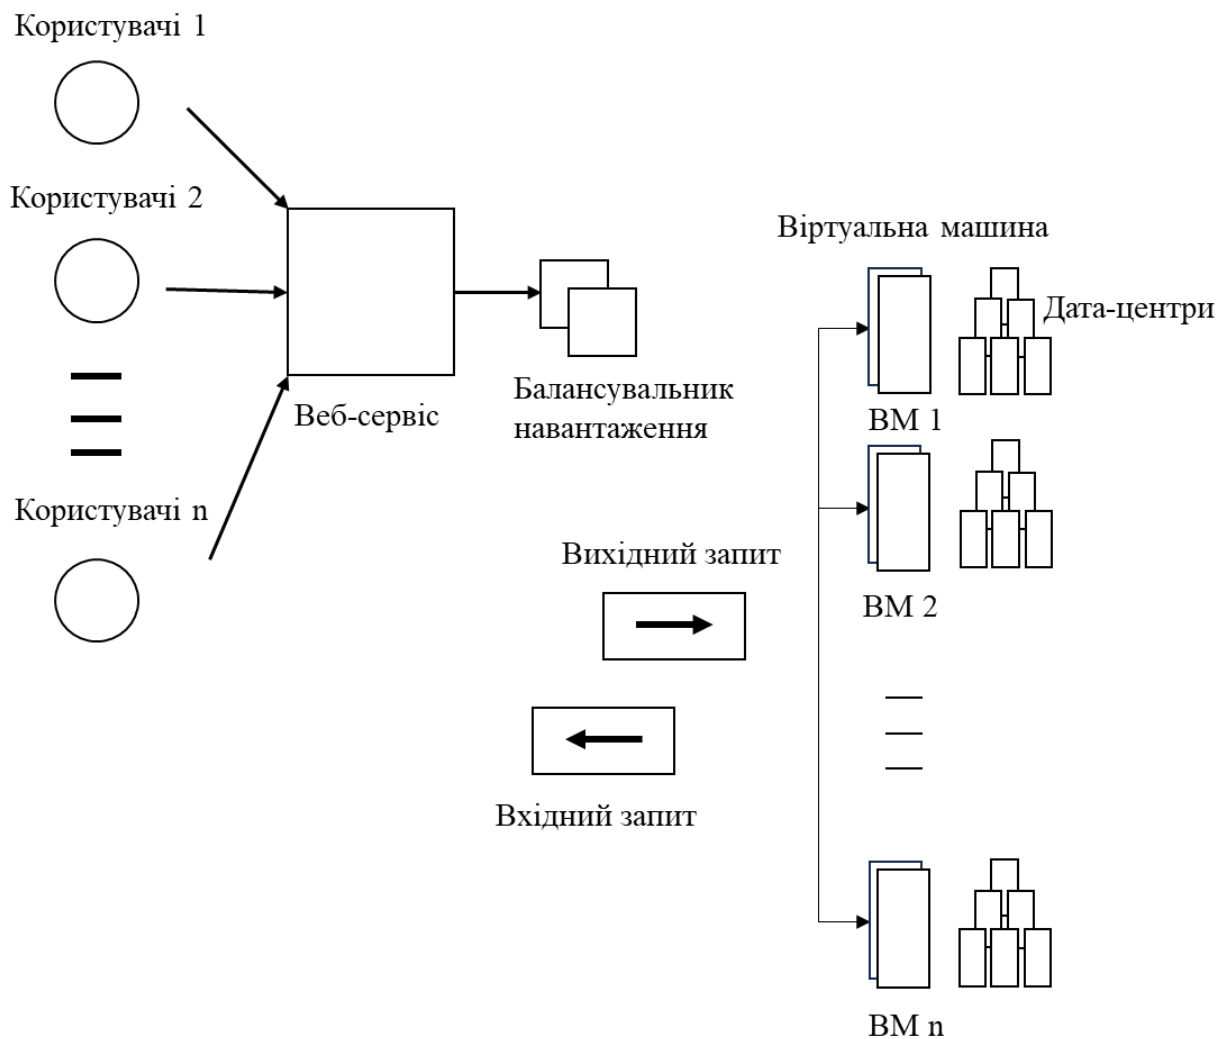 Користувачі 1
Користувачі 2
Користувачі n
Веб-сервіс
Балансувальник
навантаження
Вихідний запит
Вхідний запит
Віртуальна машина
Дата-центри
ВМ 1
ВМ 2
ВМ n